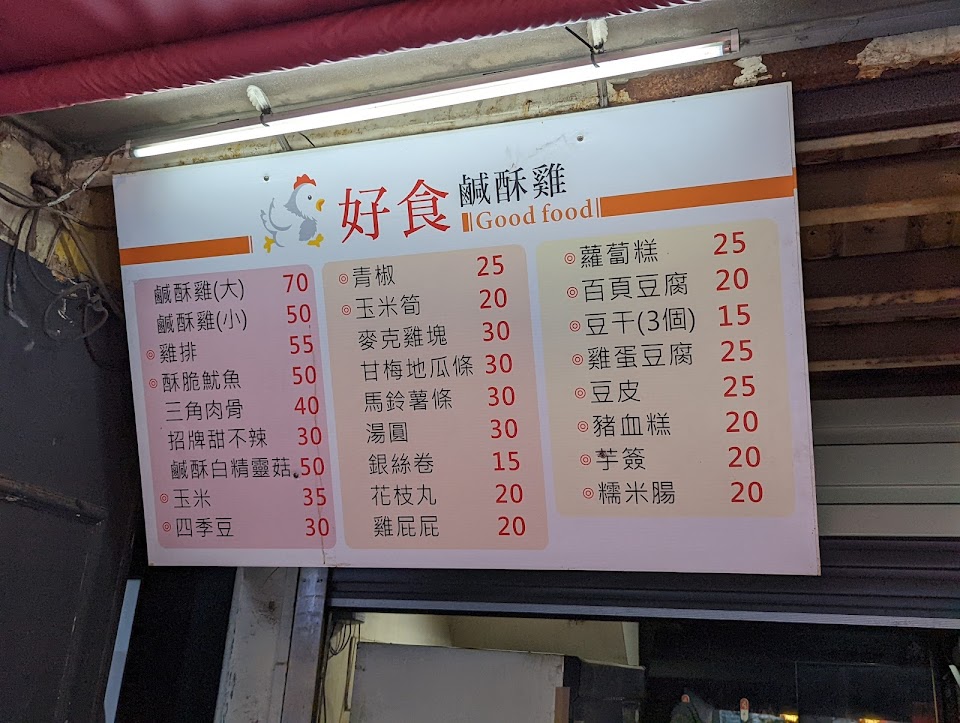 好食 鹹酥雞
Good food
鹹酥雞(大) 70
鹹酥雞(小) 50
◎雞排 55
◎酥脆魷魚 50
三角肉骨 40
招牌甜不辣 30
鹹酥白精靈菇 50
◎玉米 35
◎四季豆 30
◎青椒 25
◎玉米筍 20
麥克雞塊 30
甘梅地瓜條 30
馬鈴薯條 30
湯圓 30
銀絲卷 15
花枝丸 20
雞屁屁 20
◎蘿蔔糕 25
◎百頁豆腐 20
◎豆干(3個) 15
◎雞蛋豆腐 25
◎豆皮 25
◎豬血糕 20
◎芋簽 20
◎糯米腸 20